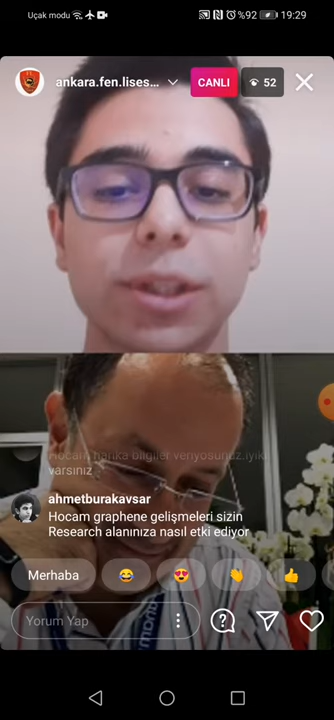 Uçak modu
%92
19:29
ankara.fen.lises...
CANLI
52
Hocam harika bilgiler veriyosunuz.iyiki
varsınız
ahmetburakavsar
Hocam graphene gelişmeleri sizin
Research alanınıza nasıl etki ediyor
Merhaba
Yorum Yap